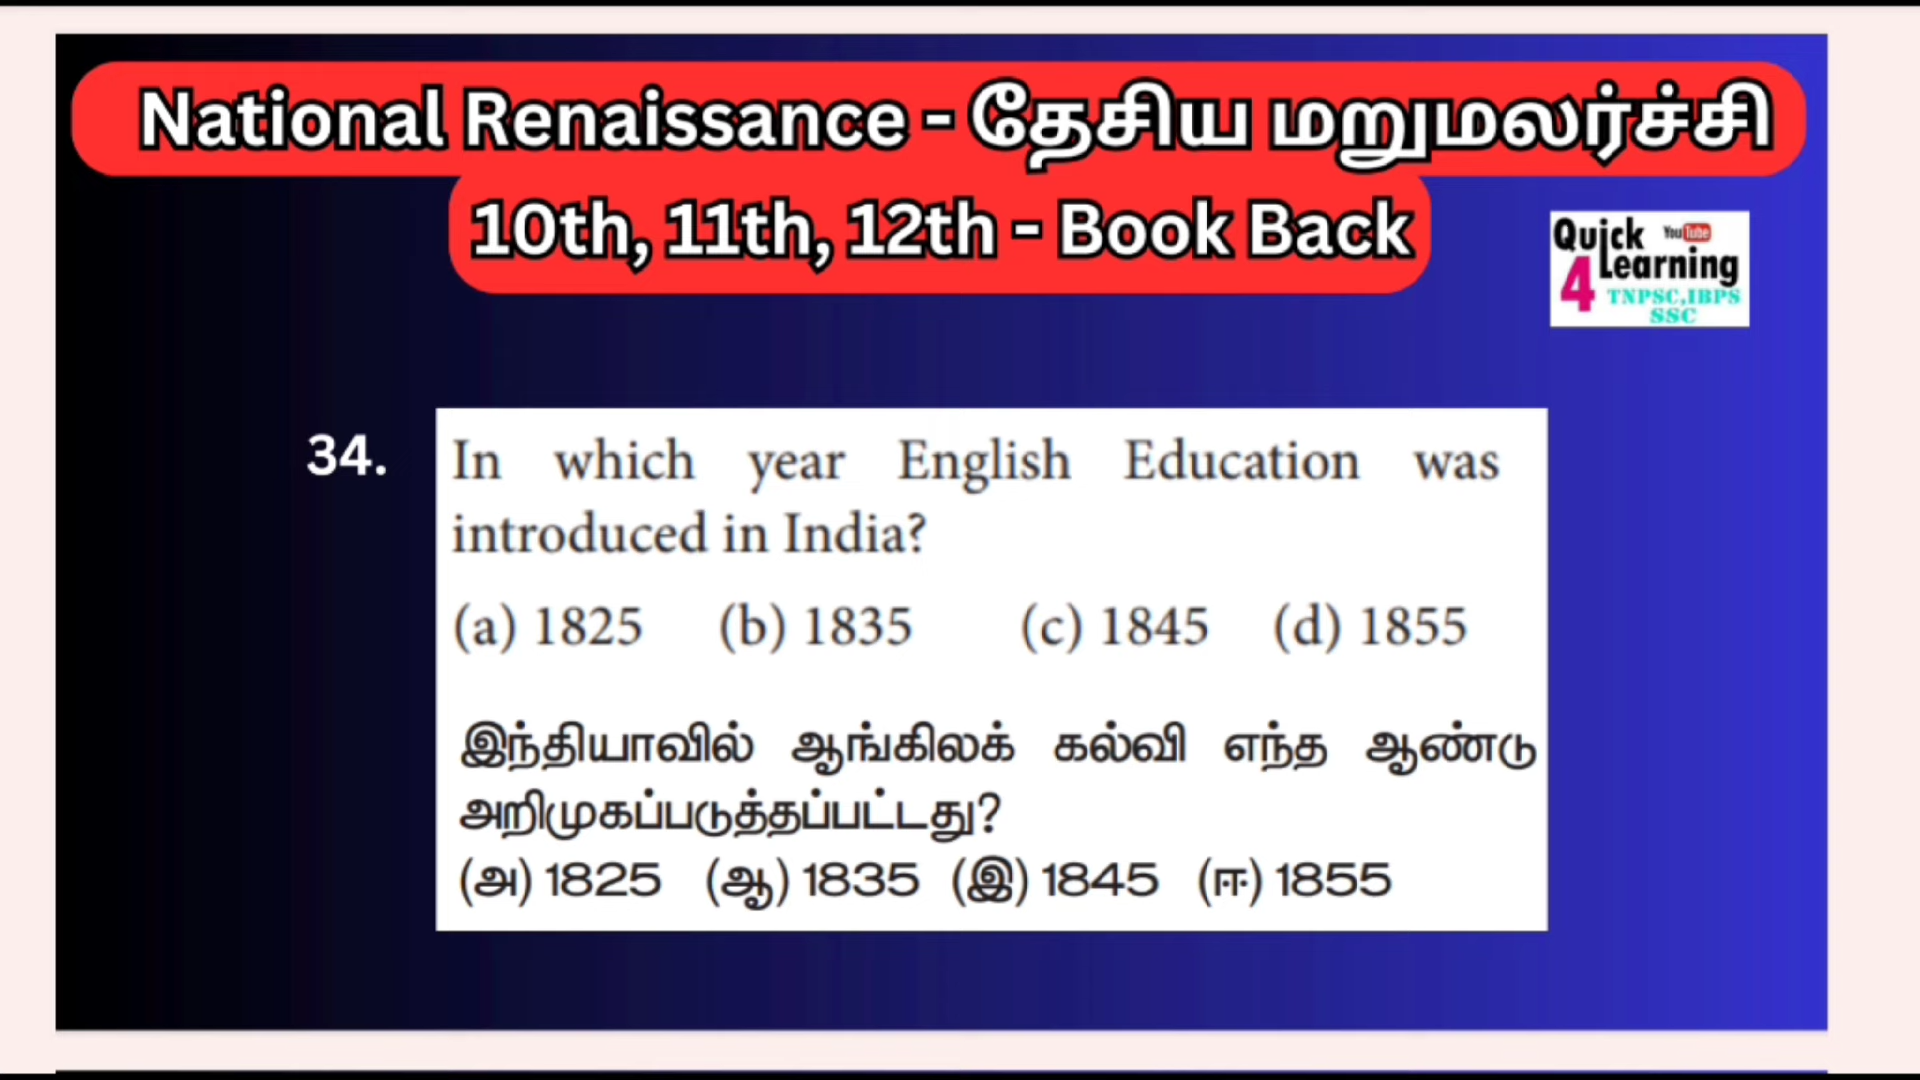 National Renaissance - தேசிய மறுமலர்ச்சி
10th, 11th, 12th - Book Back
Quick YouTube
4 Learning
TNPSC,IBPS
SSC
34. In which year English Education was
introduced in India?
(a) 1825 (b) 1835 (c) 1845 (d) 1855
இந்தியாவில் ஆங்கிலக் கல்வி எந்த ஆண்டு
அறிமுகப்படுத்தப்பட்டது?
(அ) 1825 (ஆ) 1835 (இ) 1845 (ஈ) 1855